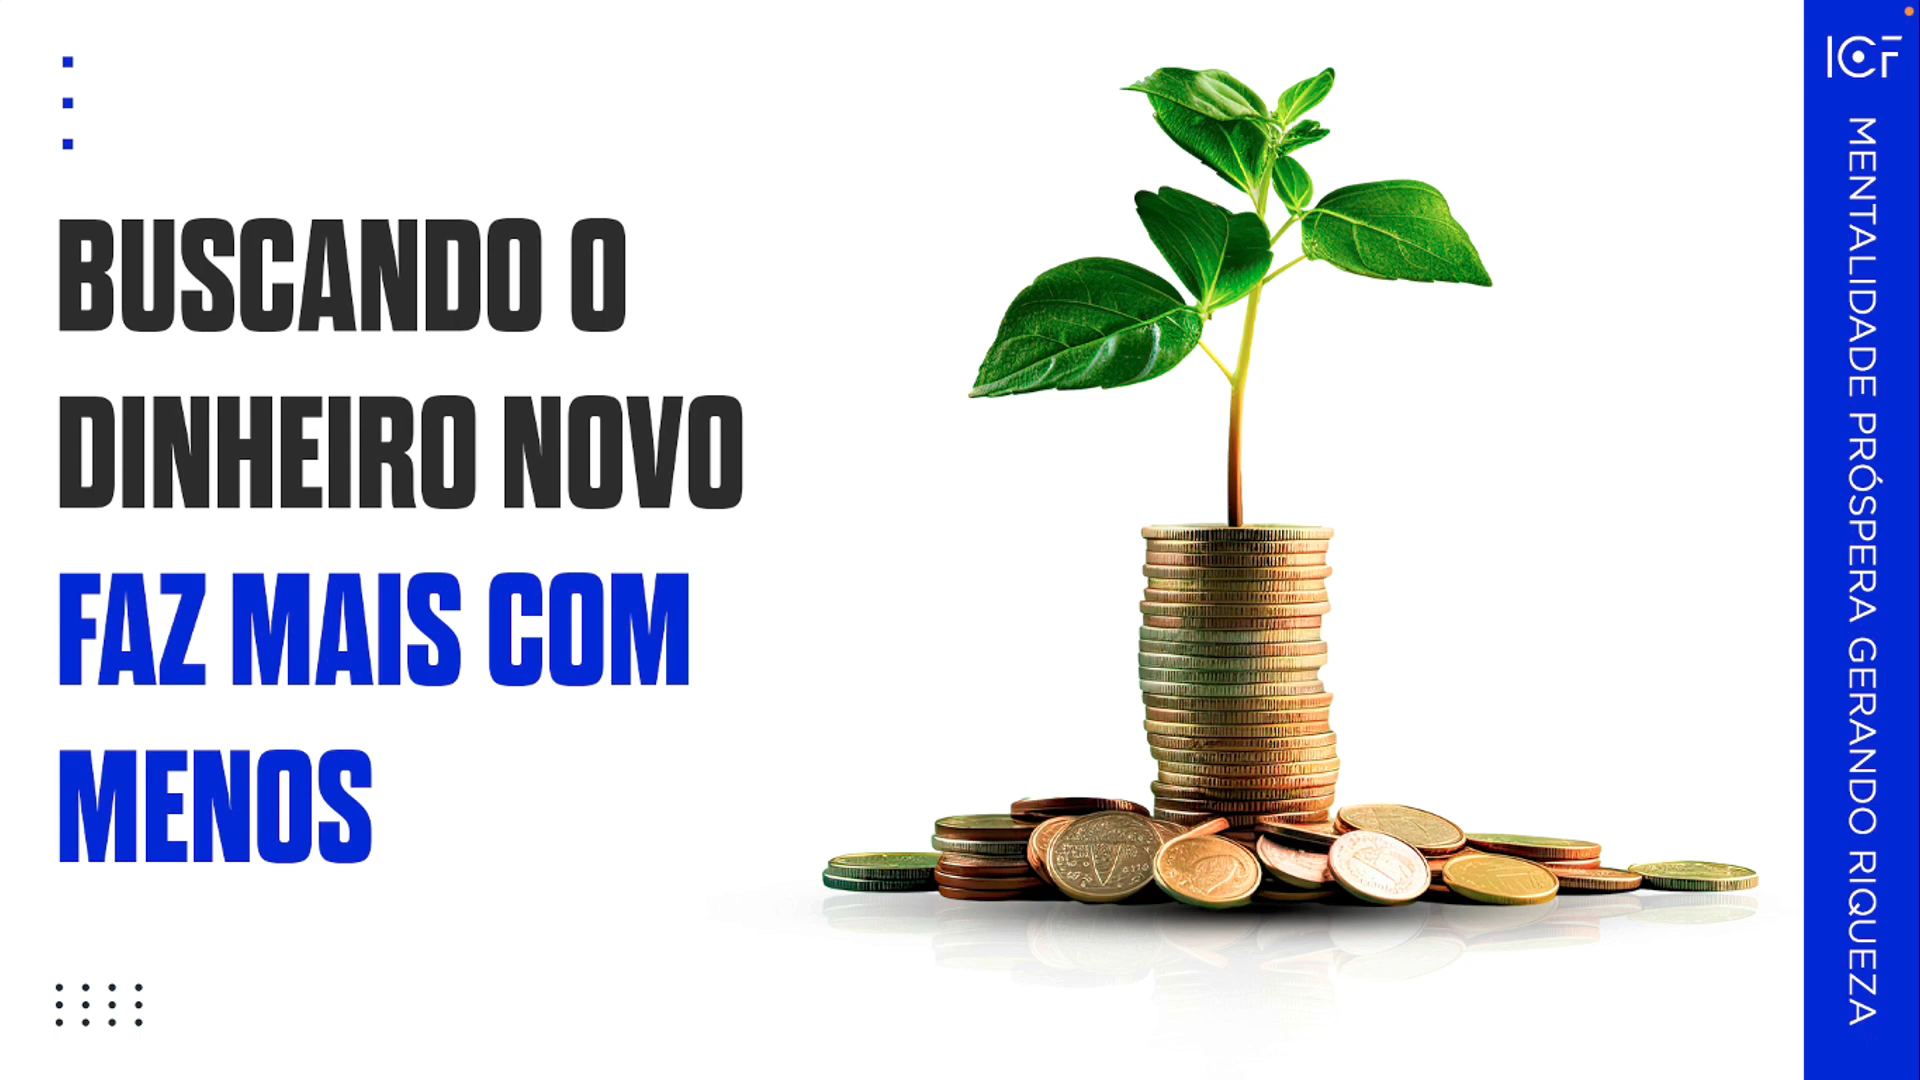 BUSCANDO O
DINHEIRO NOVO
FAZ MAIS COM
MENOS
ICF
MENTALIDADE PRÓSPERA GERANDO RIQUEZA